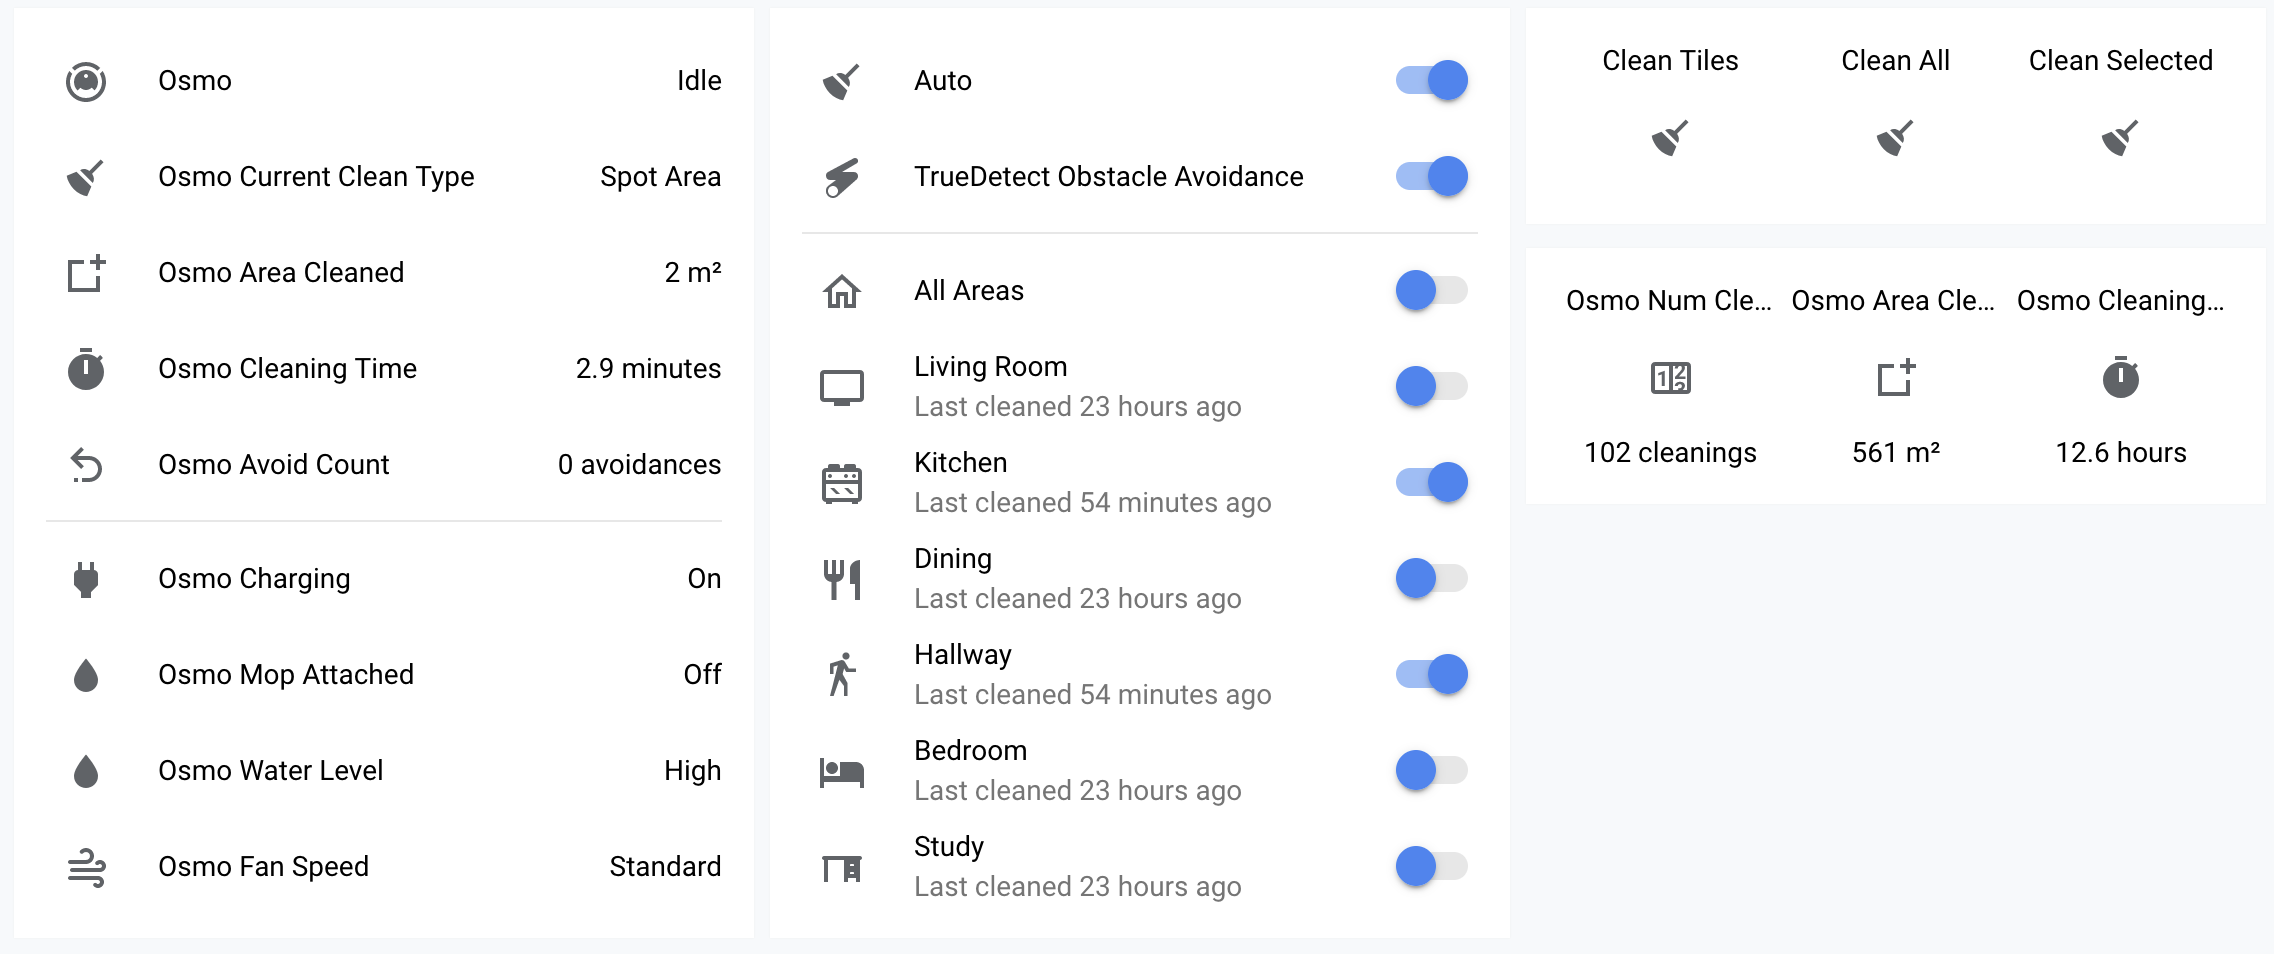 Osmo Idle
Osmo Current Clean Type Spot Area
Osmo Area Cleaned 2 m²
Osmo Cleaning Time 2.9 minutes
Osmo Avoid Count 0 avoidances
Osmo Charging On
Osmo Mop Attached Off
Osmo Water Level High
Osmo Fan Speed Standard
Auto
TrueDetect Obstacle Avoidance
All Areas
Living Room
Last cleaned 23 hours ago
Kitchen
Last cleaned 54 minutes ago
Dining
Last cleaned 23 hours ago
Hallway
Last cleaned 54 minutes ago
Bedroom
Last cleaned 23 hours ago
Study
Last cleaned 23 hours ago
Clean Tiles Clean All Clean Selected
Osmo Num Cle... Osmo Area Cle... Osmo Cleaning...
102 cleanings 561 m² 12.6 hours